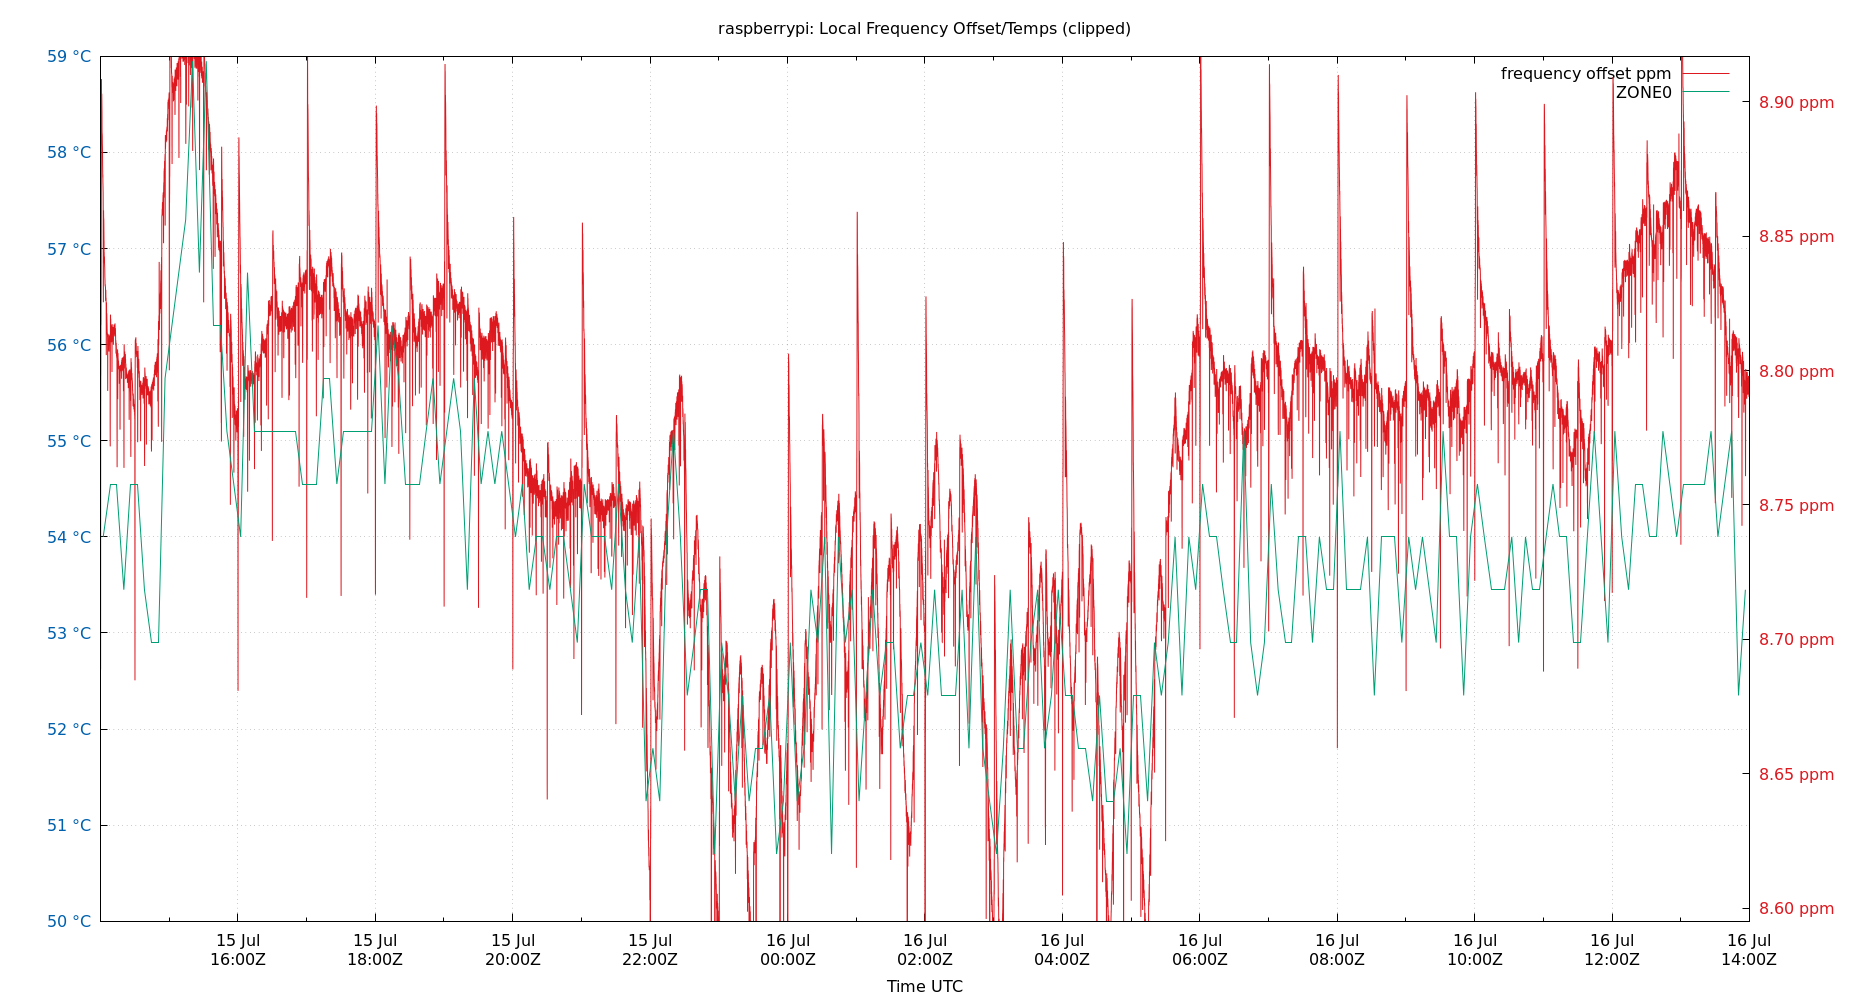 raspberrypi: Local Frequency Offset/Temps (clipped)
frequency offset ppm
ZONE0
59 °C
58 °C
57 °C
56 °C
55 °C
54 °C
53 °C
52 °C
51 °C
50 °C
8.90 ppm
8.85 ppm
8.80 ppm
8.75 ppm
8.70 ppm
8.65 ppm
8.60 ppm
15 Jul
16:00Z
15 Jul
18:00Z
15 Jul
20:00Z
15 Jul
22:00Z
16 Jul
00:00Z
16 Jul
02:00Z
16 Jul
04:00Z
16 Jul
06:00Z
16 Jul
08:00Z
16 Jul
10:00Z
16 Jul
12:00Z
16 Jul
14:00Z
Time UTC